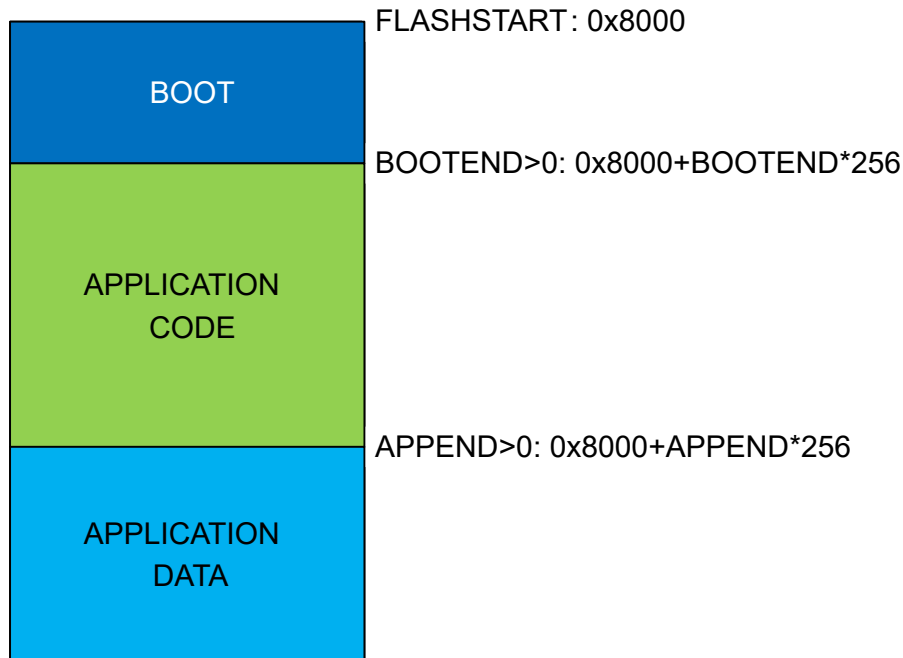 FLASHSTART: 0x8000
BOOT
BOOTEND>0: 0x8000+BOOTEND*256
APPLICATION
CODE
APPEND>0: 0x8000+APPEND*256
APPLICATION
DATA